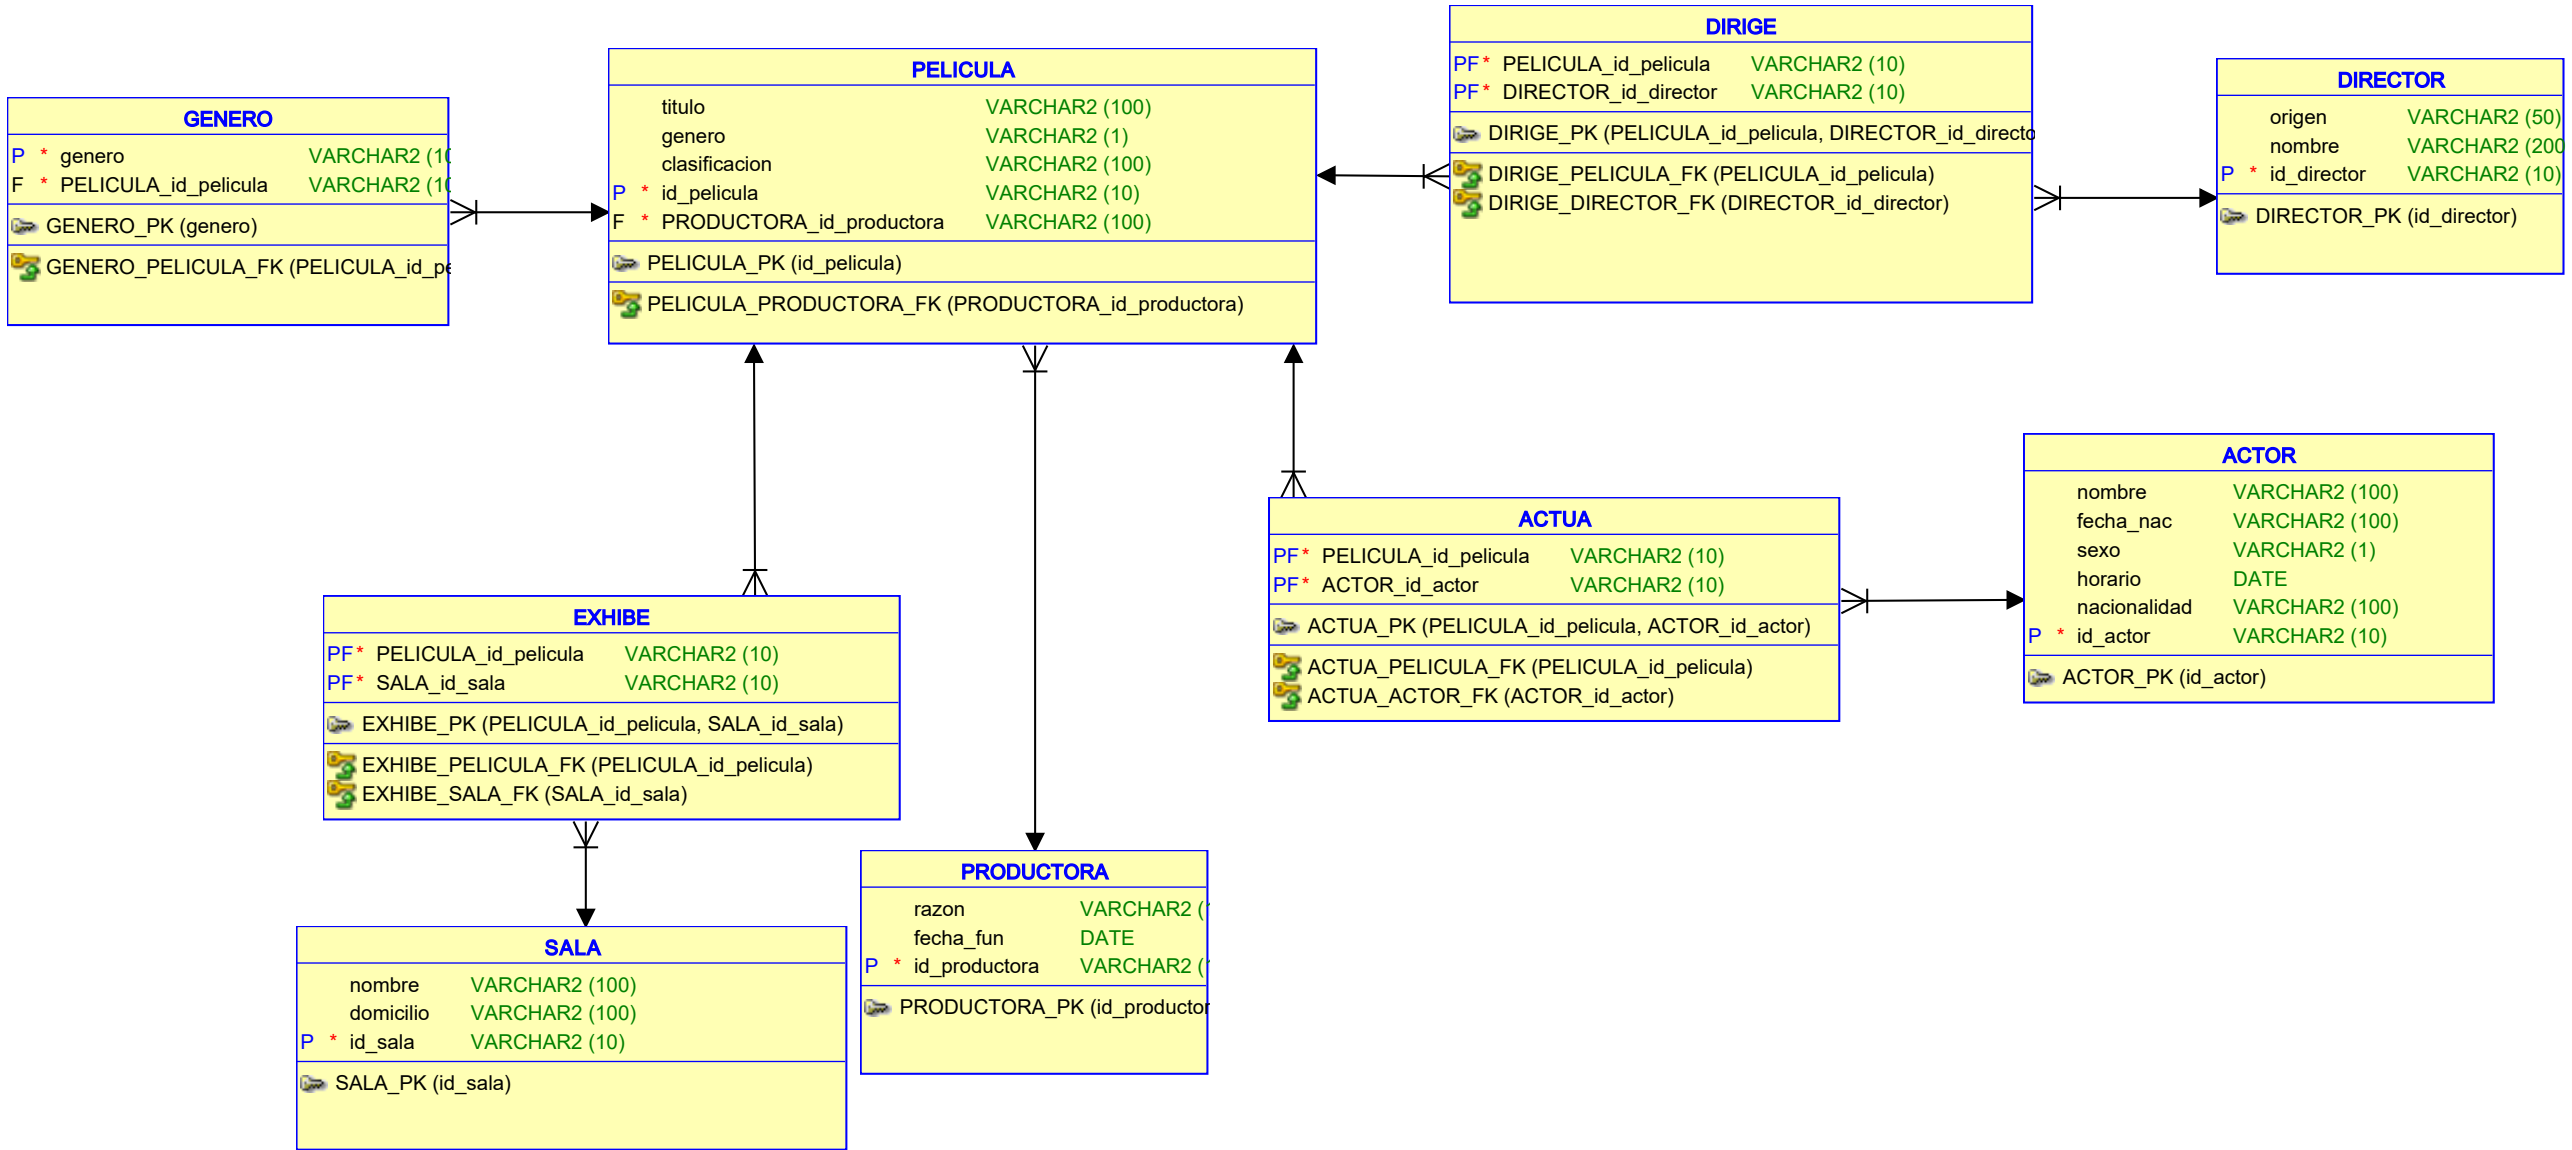 GENERO
P * genero VARCHAR2 (10
F * PELICULA_id_pelicula VARCHAR2 (10
GENERO_PK (genero)
GENERO_PELICULA_FK (PELICULA_id_pe
PELICULA
titulo VARCHAR2 (100)
genero VARCHAR2 (1)
clasificacion VARCHAR2 (100)
P * id_pelicula VARCHAR2 (10)
F * PRODUCTORA_id_productora VARCHAR2 (100)
PELICULA_PK (id_pelicula)
PELICULA_PRODUCTORA_FK (PRODUCTORA_id_productora)
DIRIGE
PF* PELICULA_id_pelicula VARCHAR2 (10)
PF* DIRECTOR_id_director VARCHAR2 (10)
DIRIGE_PK (PELICULA_id_pelicula, DIRECTOR_id_directo
DIRIGE_PELICULA_FK (PELICULA_id_pelicula)
DIRIGE_DIRECTOR_FK (DIRECTOR_id_director)
DIRECTOR
origen VARCHAR2 (50)
nombre VARCHAR2 (200
P * id_director VARCHAR2 (10)
DIRECTOR_PK (id_director)
ACTUA
PF* PELICULA_id_pelicula VARCHAR2 (10)
PF* ACTOR_id_actor VARCHAR2 (10)
ACTUA_PK (PELICULA_id_pelicula, ACTOR_id_actor)
ACTUA_PELICULA_FK (PELICULA_id_pelicula)
ACTUA_ACTOR_FK (ACTOR_id_actor)
ACTOR
nombre VARCHAR2 (100)
fecha_nac VARCHAR2 (100)
sexo VARCHAR2 (1)
horario DATE
nacionalidad VARCHAR2 (100)
P * id_actor VARCHAR2 (10)
ACTOR_PK (id_actor)
EXHIBE
PF* PELICULA_id_pelicula VARCHAR2 (10)
PF* SALA_id_sala VARCHAR2 (10)
EXHIBE_PK (PELICULA_id_pelicula, SALA_id_sala)
EXHIBE_PELICULA_FK (PELICULA_id_pelicula)
EXHIBE_SALA_FK (SALA_id_sala)
SALA
nombre VARCHAR2 (100)
domicilio VARCHAR2 (100)
P * id_sala VARCHAR2 (10)
SALA_PK (id_sala)
PRODUCTORA
razon VARCHAR2 (
fecha_fun DATE
P * id_productora VARCHAR2 (
PRODUCTORA_PK (id_productor